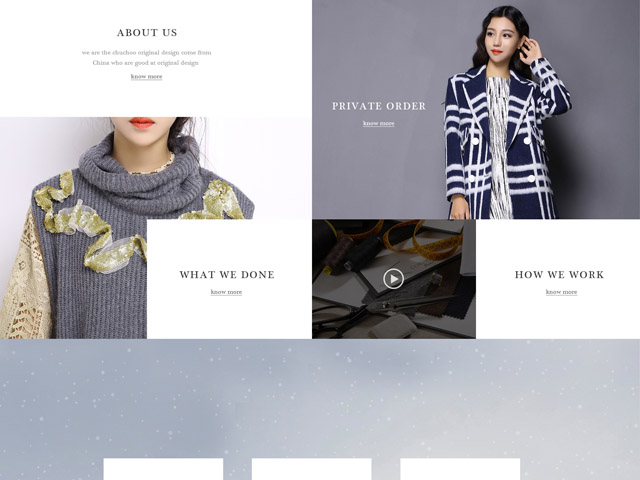 ABOUT US
we are the chuchoo original design come from
China who are good at original design
know more
PRIVATE ORDER
know more
WHAT WE DONE
know more
HOW WE WORK
know more